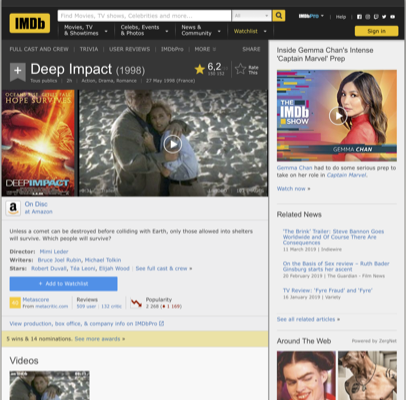 IMDb
Find Movies, TV shows, Celebrities and more...
All
IMDbPro
Help
Movies, TV & Showtimes
Celebs, Events & Photos
News & Community
Watchlist
Sign in
FULL CAST AND CREW | TRIVIA | USER REVIEWS | IMDbPro | MORE
SHARE
Deep Impact (1998)
6,2
Rate This
Tous publics | 2h | Action, Drama, Romance | 27 May 1998 (France)
OCEANS RISE. CITIES FALL.
HOPE SURVIVES.
DEEP IMPACT
On Disc
at Amazon
Unless a comet can be destroyed before colliding with Earth, only those allowed into shelters will survive. Which people will survive?
Director: Mimi Leder
Writers: Bruce Joel Rubin, Michael Tolkin
Stars: Robert Duvall, Téa Leoni, Elijah Wood | See full cast & crew »
+ Add to Watchlist
Metascore
From metacritic.com
Reviews
509 user | 132 critic
Popularity
2 268 (169)
View production, box office, & company info on IMDbPro
5 wins & 14 nominations. See more awards »
Videos
Inside Gemma Chan's Intense 'Captain Marvel' Prep
THE IMDb SHOW
GEMMA CHAN
Gemma Chan had to do some serious prep to take on her role in Captain Marvel.
Watch now »
Related News
'The Brink' Trailer: Steve Bannon Goes Worldwide and Of Course There Are Consequences
11 March 2019 | Indiewire
On the Basis of Sex review – Ruth Bader Ginsburg starts her ascent
20 February 2019 | The Guardian - Film News
TV Review: 'Fyre Fraud' and 'Fyre'
16 January 2019 | Variety
See all related articles »
Around The Web
Powered by ZergNet